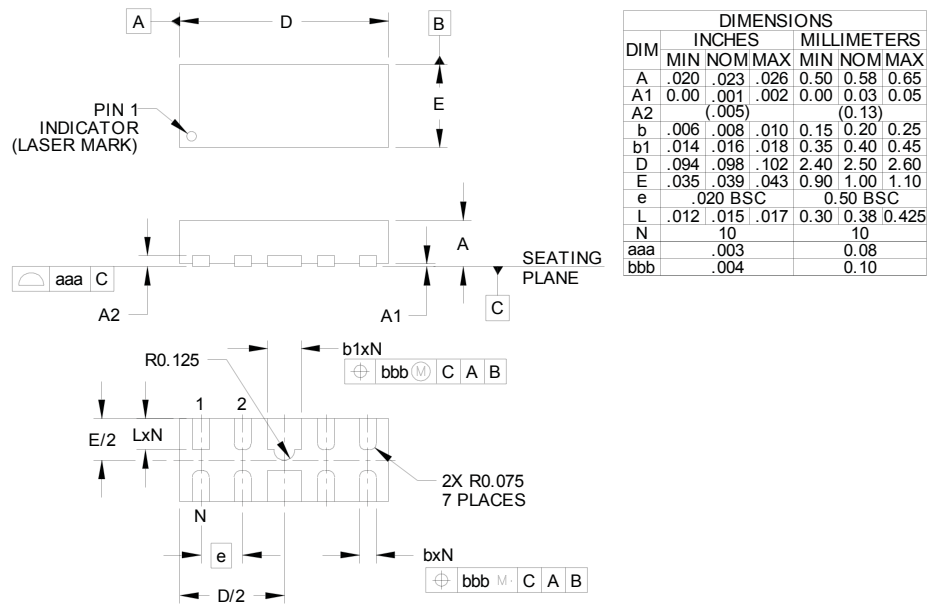 A
D
B
E
PIN 1
INDICATOR
(LASER MARK)
A
SEATING
PLANE
aaa C
C
A2
A1
b1xN
R0.125
bbb Ⓜ C A B
1 2
E/2
LxN
2X R0.075
7 PLACES
N
e
bxN
bbb M C A B
D/2
DIMENSIONS
DIM INCHES MILLIMETERS
MIN NOM MAX MIN NOM MAX
A .020 .023 .026 0.50 0.58 0.65
A1 0.00 .001 .002 0.00 0.03 0.05
A2 (.005) (0.13)
b .006 .008 .010 0.15 0.20 0.25
b1 .014 .016 .018 0.35 0.40 0.45
D .094 .098 .102 2.40 2.50 2.60
E .035 .039 .043 0.90 1.00 1.10
e .020 BSC 0.50 BSC
L .012 .015 .017 0.30 0.38 0.425
N 10 10
aaa .003 0.08
bbb .004 0.10